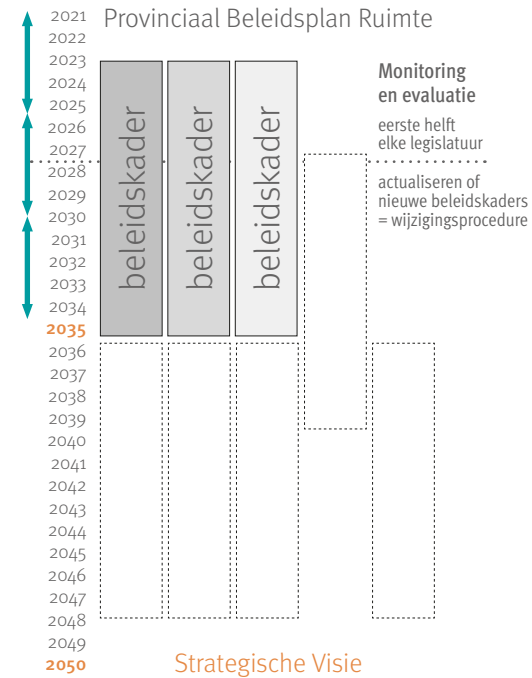 Provinciaal Beleidsplan Ruimte
2021
2022
2023
2024
2025
2026
2027
2028
2029
2030
2031
2032
2033
2034
2035
2036
2037
2038
2039
2040
2041
2042
2043
2044
2045
2046
2047
2048
2049
2050
beleidskader
beleidskader
beleidskader
Monitoring
en evaluatie
eerste helft
elke legislatuur
actualiseren of
nieuwe beleidskaders
= wijzigingsprocedure
Strategische Visie